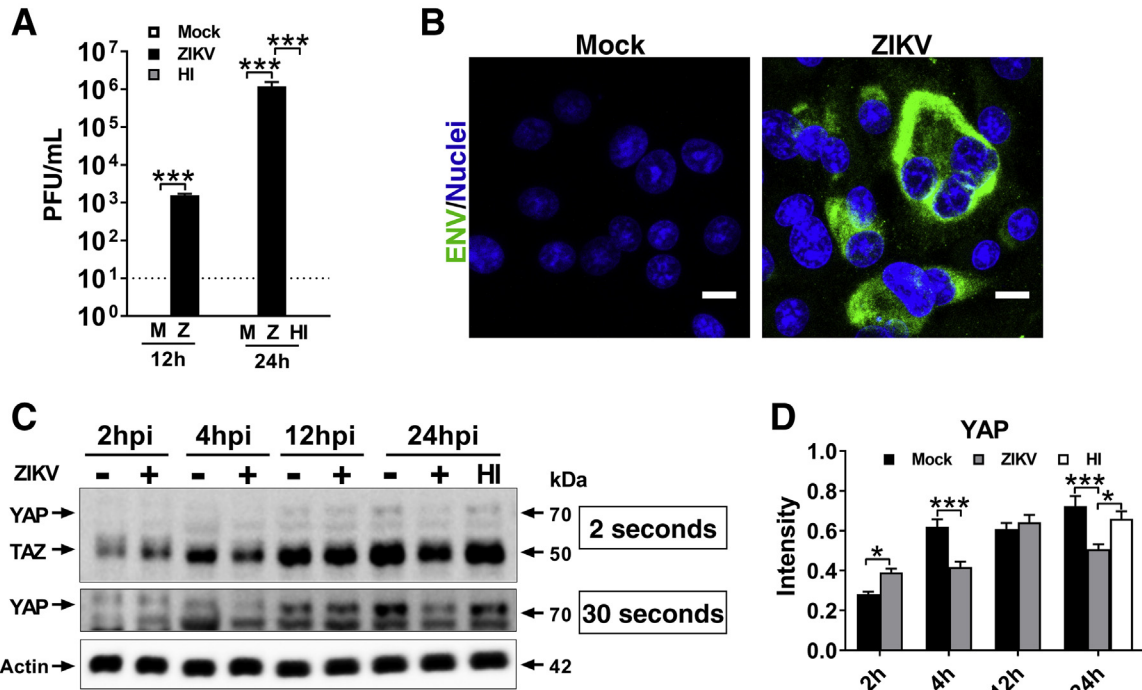 A
Mock
ZIKV
HI
***
***
***
10⁷
10⁶
10⁵
10⁴
10³
10²
10¹
10⁰
PFU/mL
M Z
M Z HI
12h
24h
B
Mock
ZIKV
ENV/Nuclei
C
2hpi 4hpi 12hpi 24hpi
ZIKV - + - + - + - + HI
kDa
YAP
70
TAZ
50
2 seconds
YAP
70
30 seconds
Actin
42
D
YAP
Mock ZIKV HI
*
***
***
*
1.0
0.8
0.6
0.4
0.2
0.0
Intensity
2h 4h 12h 24h